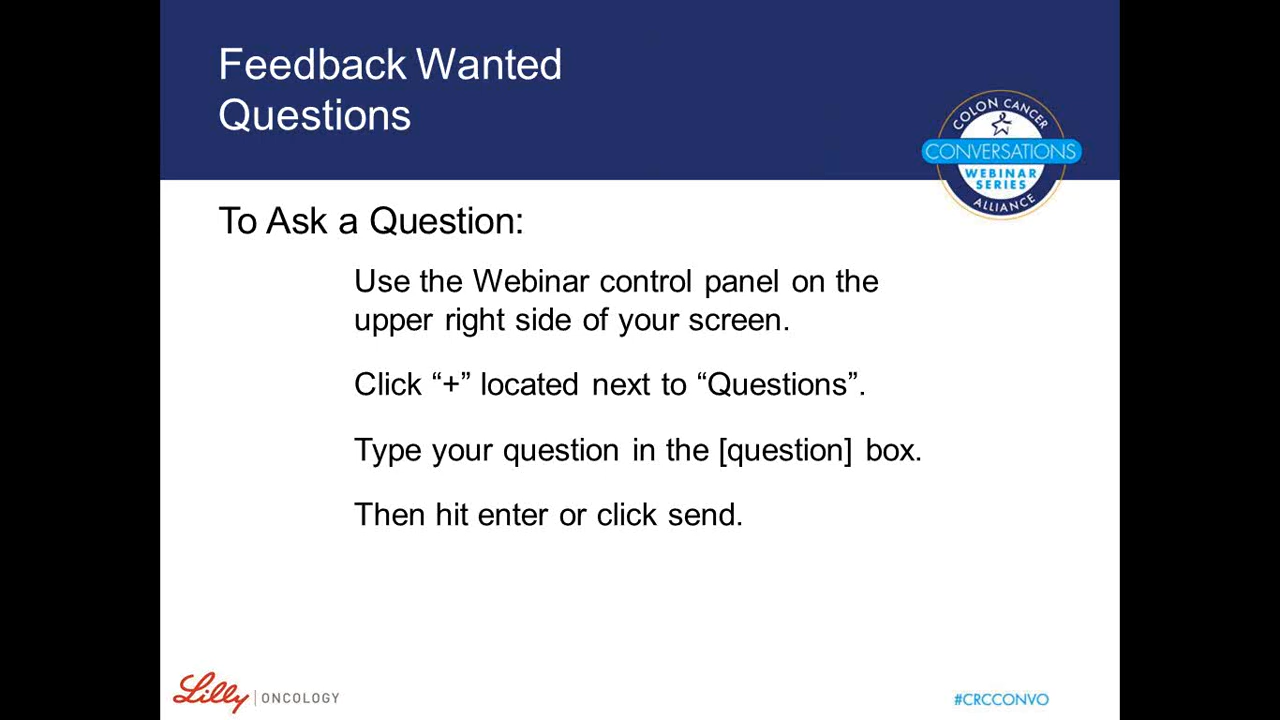 Feedback Wanted
Questions
COLON CANCER
CONVERSATIONS
WEBINAR
SERIES
ALLIANCE
To Ask a Question:
Use the Webinar control panel on the
upper right side of your screen.
Click “+” located next to “Questions”.
Type your question in the [question] box.
Then hit enter or click send.
Lilly ONCOLOGY
#CRCCONVO